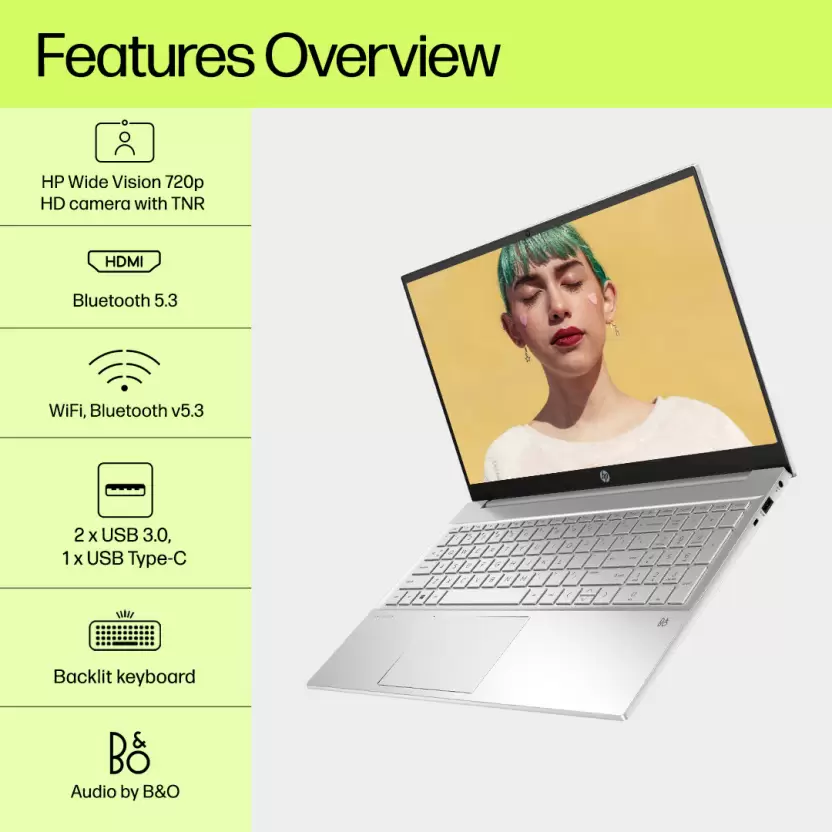 Features Overview
HP Wide Vision 720p
HD camera with TNR
HDMI
Bluetooth 5.3
WiFi, Bluetooth v5.3
2 x USB 3.0,
1 x USB Type-C
Backlit keyboard
B&O
Audio by B&O
hp
B&O